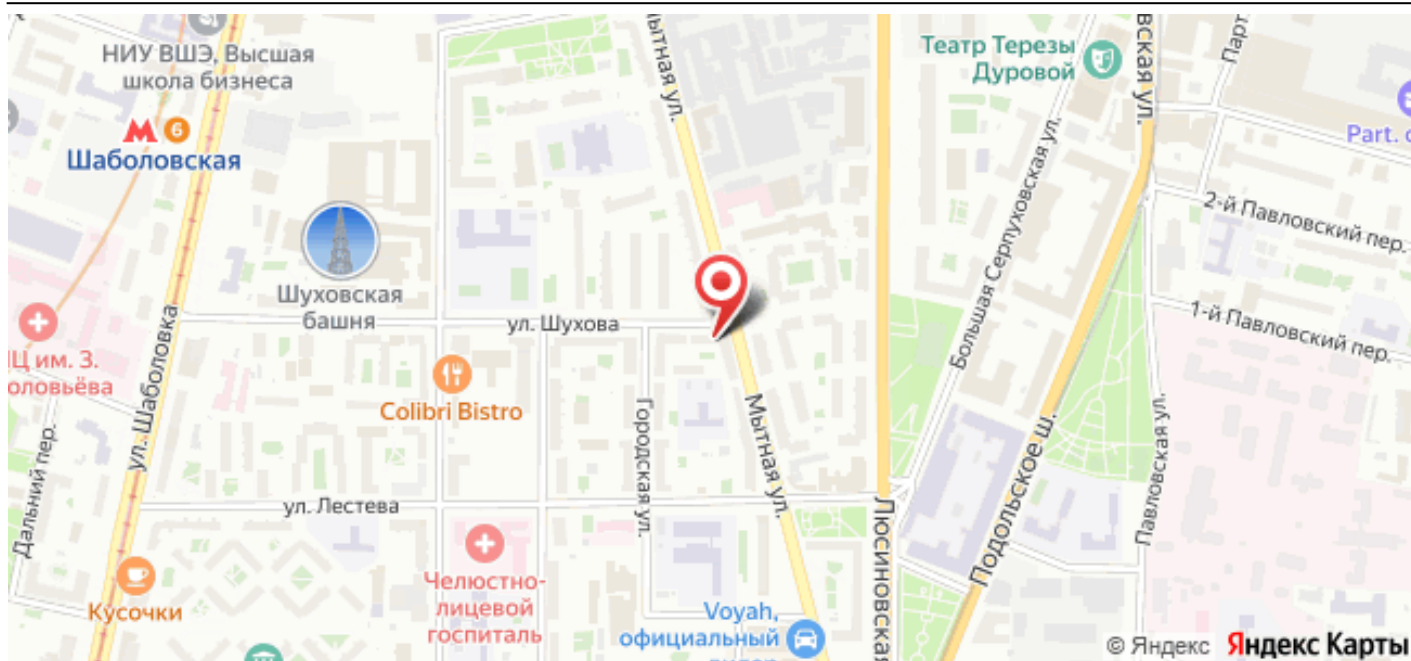 НИУ ВШЭ, Высшая
школа бизнеса
6
Шаболовская
Мытная ул.
Театр Терезы
Дуровой
Part.
2-й Павловский пер.
Большая Серпуховская ул.
Шуховская
башня
ул. Шухова
1-й Павловский пер.
ул. Шаболовка
Colibri Bistro
Городская ул.
Мытная ул.
Подольское ш.
Павловская ул.
Дальний пер.
ул. Лестева
Люсиновская
Челюстно-
лицевой
госпиталь
Кусочки
Voyah,
официальный
© Яндекс Яндекс Карты